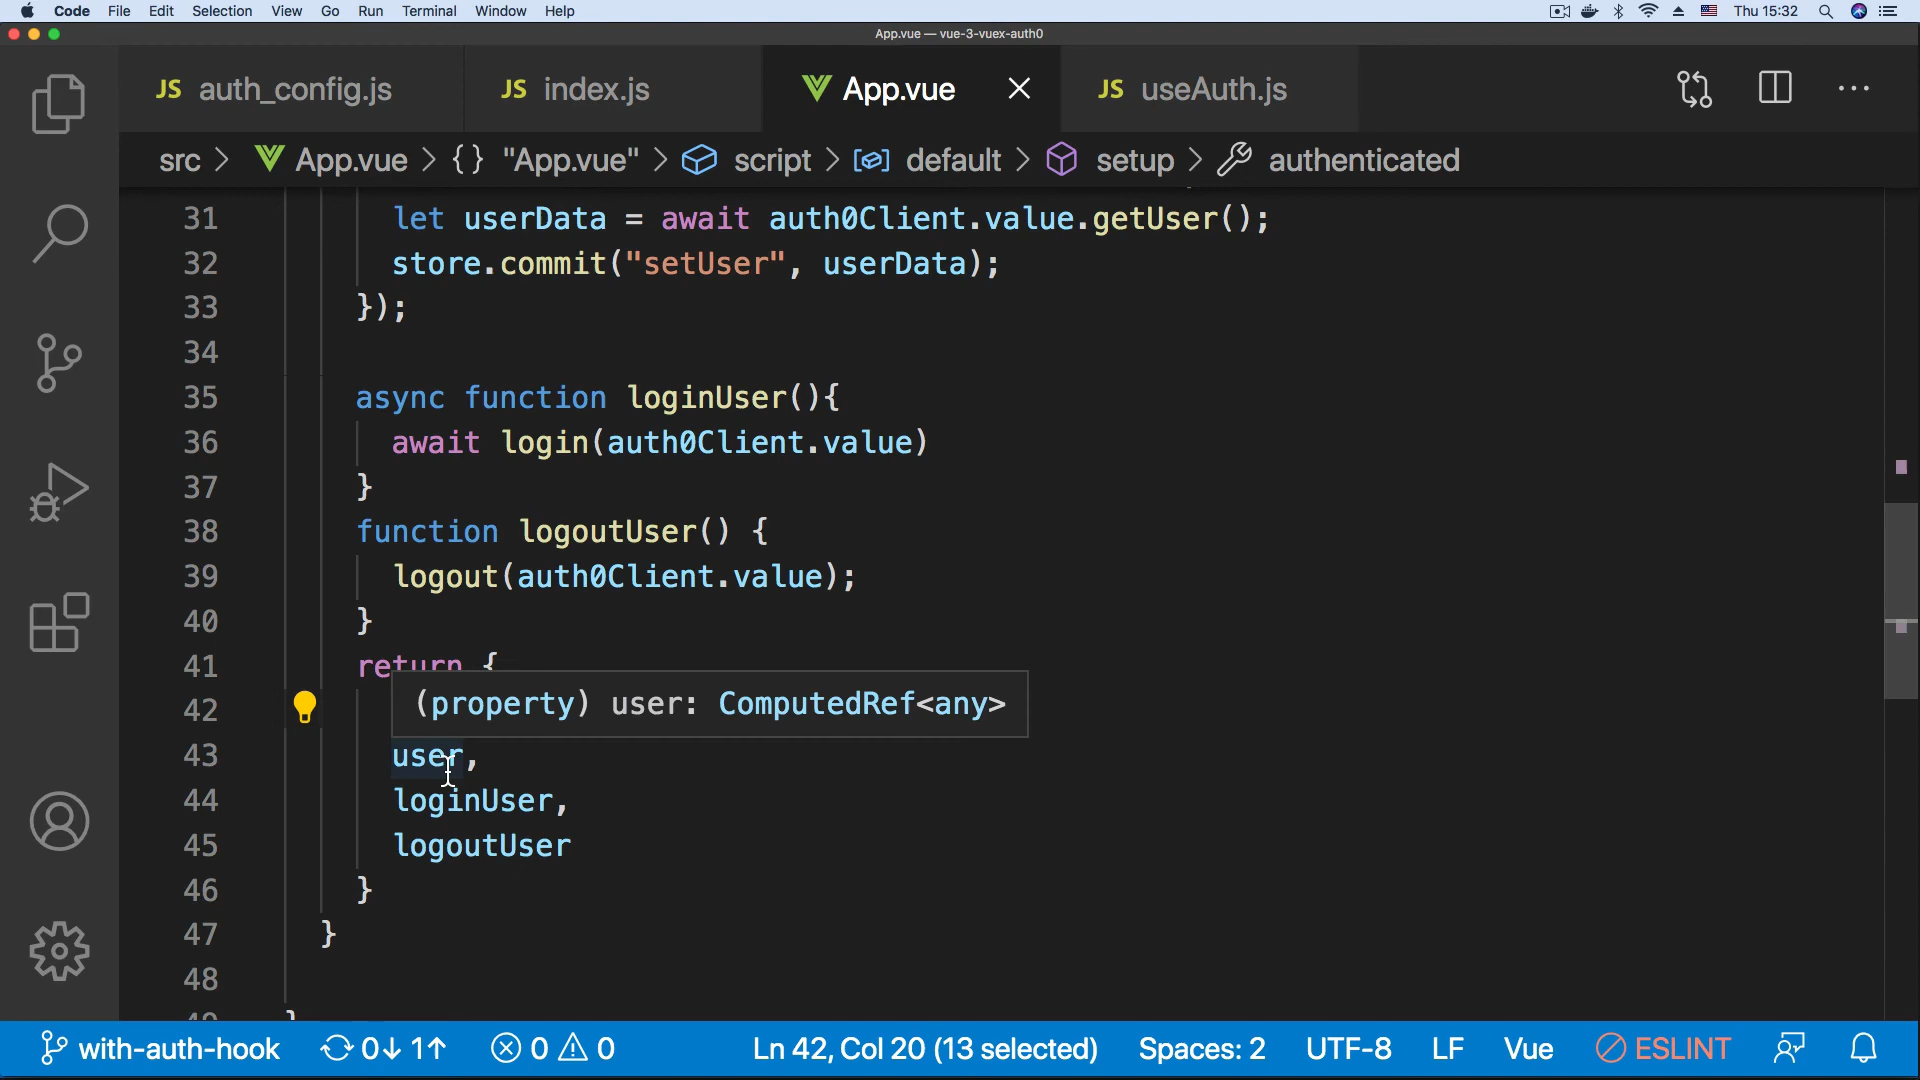 Code File Edit Selection View Go Run Terminal Window Help Thu 15:32
App.vue — vue-3-vuex-auth0
JS auth_config.js JS index.js App.vue JS useAuth.js
src > App.vue > {} "App.vue" > script > default > setup > authenticated
31 let userData = await auth0Client.value.getUser();
32 store.commit("setUser", userData);
33 });
34
35 async function loginUser(){
36 await login(auth0Client.value)
37 }
38 function logoutUser() {
39 logout(auth0Client.value);
40 }
41 return {
42 (property) user: ComputedRef<any>
43 user,
44 loginUser,
45 logoutUser
46 }
47 }
48
49 }
with-auth-hook 0↓ 1↑ 0 0 Ln 42, Col 20 (13 selected) Spaces: 2 UTF-8 LF Vue ESLINT